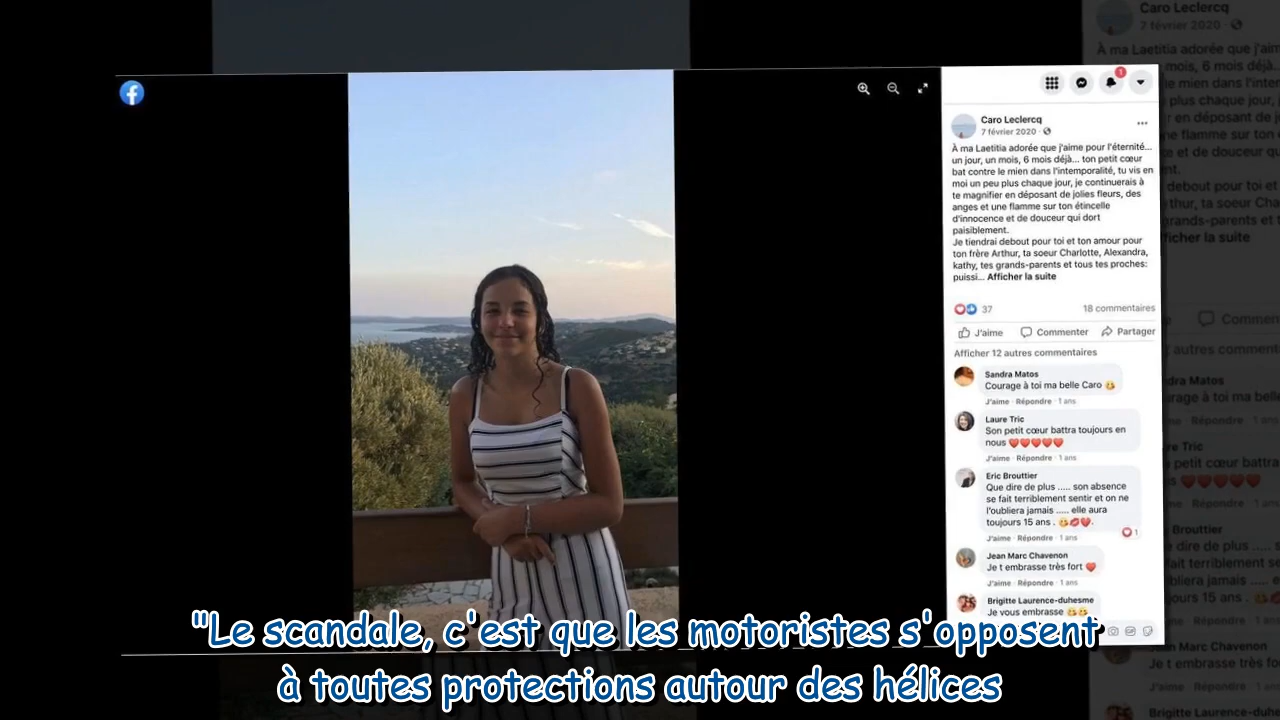 Caro Leclercq
7 février 2020
À ma Laetitia adorée que j'aime pour l'éternité...
un jour, un mois, 6 mois déjà... ton petit cœur
bat contre le mien dans l'intemporalité, tu vis en
moi un peu plus chaque jour, je continuerais à
te magnifier en déposant de jolies fleurs, des
anges et une flamme sur ton étincelle
d'innocence et de douceur qui dort
paisiblement.
Je tiendrai debout pour toi et ton amour pour
ton frère Arthur, ta soeur Charlotte, Alexandra,
kathy, tes grands-parents et tous tes proches:
puissi... Afficher la suite
37
18 commentaires
J'aime
Commenter
Partager
Afficher 12 autres commentaires
Sandra Matos
Courage à toi ma belle Caro 😘
J'aime · Répondre · 1 ans
Laure Tric
Son petit cœur battra toujours en
nous ❤️❤️❤️❤️❤️
J'aime · Répondre · 1 ans
Eric Brouttier
Que dire de plus ..... son absence
se fait terriblement sentir et on ne
l'oubliera jamais ..... elle aura
toujours 15 ans . 😘💋💔.
1
J'aime · Répondre · 1 ans
Jean Marc Chavenon
Je t embrasse très fort ❤️
J'aime · Répondre · 1 ans
Brigitte Laurence-duhesme
Je vous embrasse 😘😘
"Le scandale, c'est que les motoristes s'opposent
à toutes protections autour des hélices